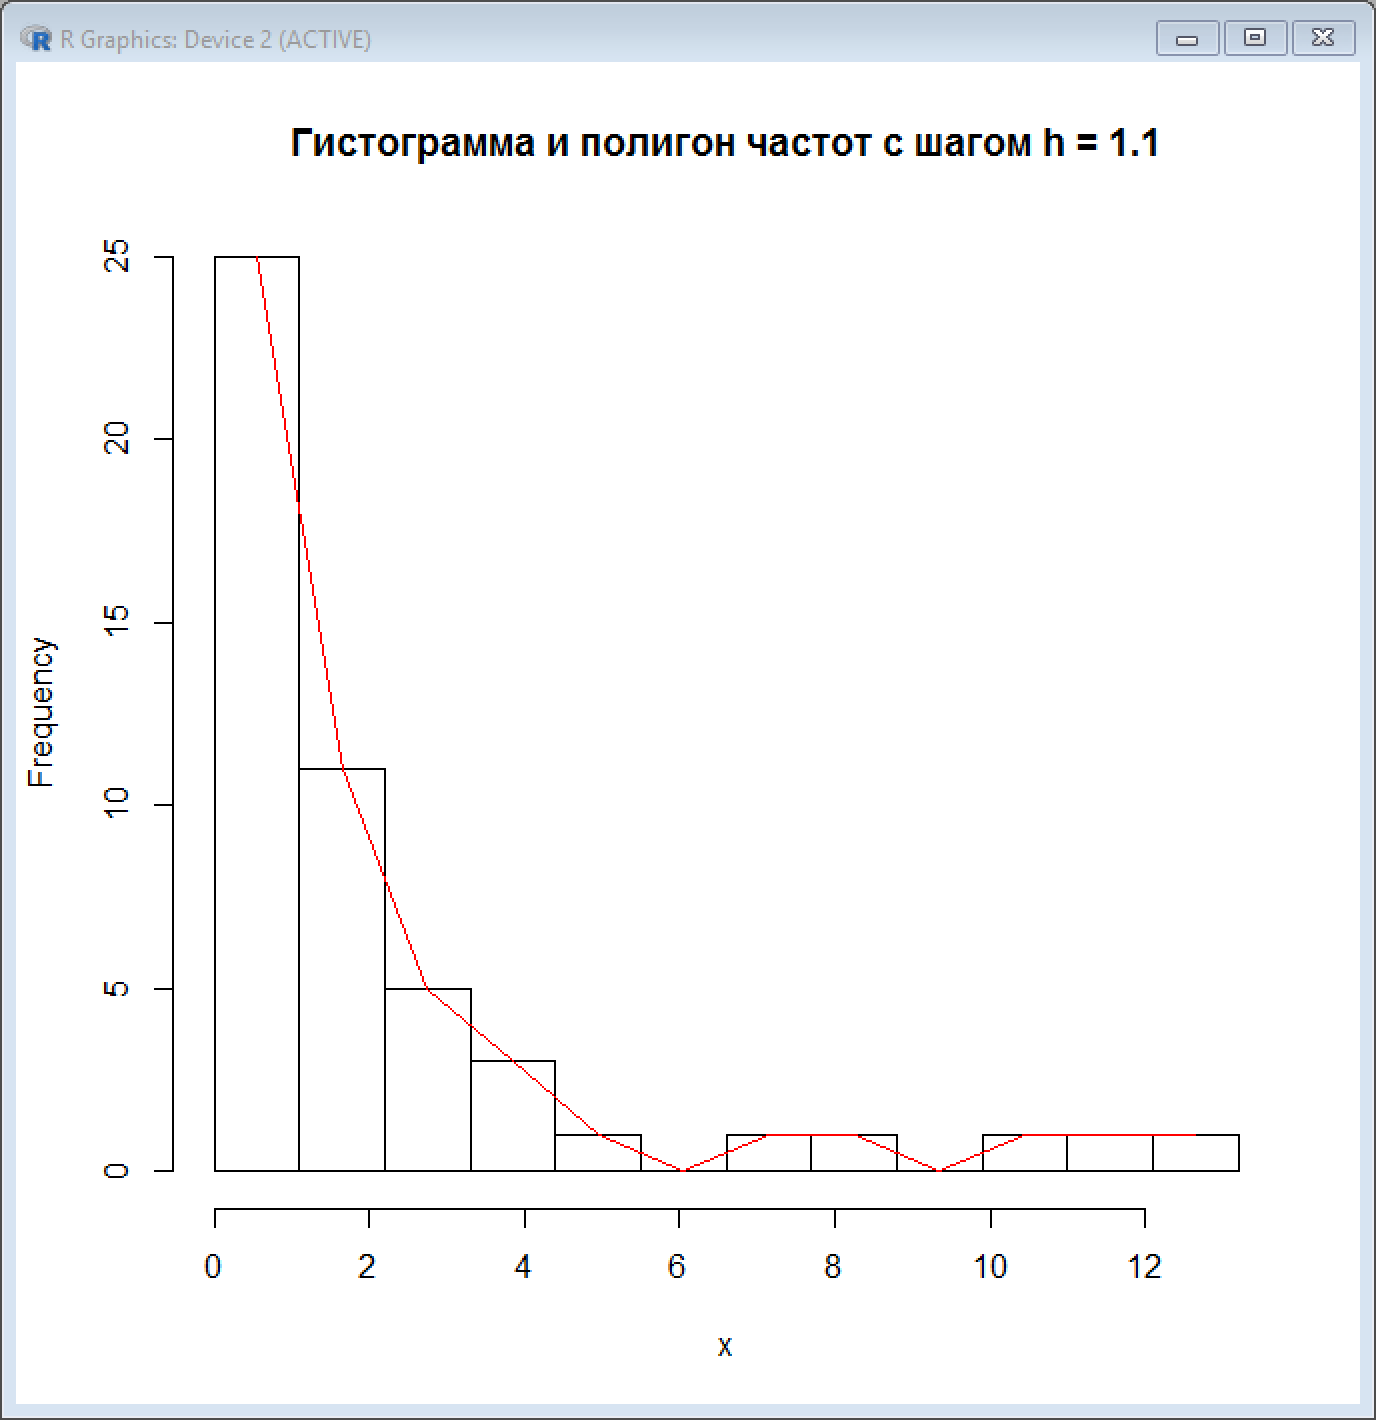 R Graphics: Device 2 (ACTIVE)
Гистограмма и полигон частот с шагом h = 1.1
25
20
15
10
5
0
Frequency
0 2 4 6 8 10 12
x